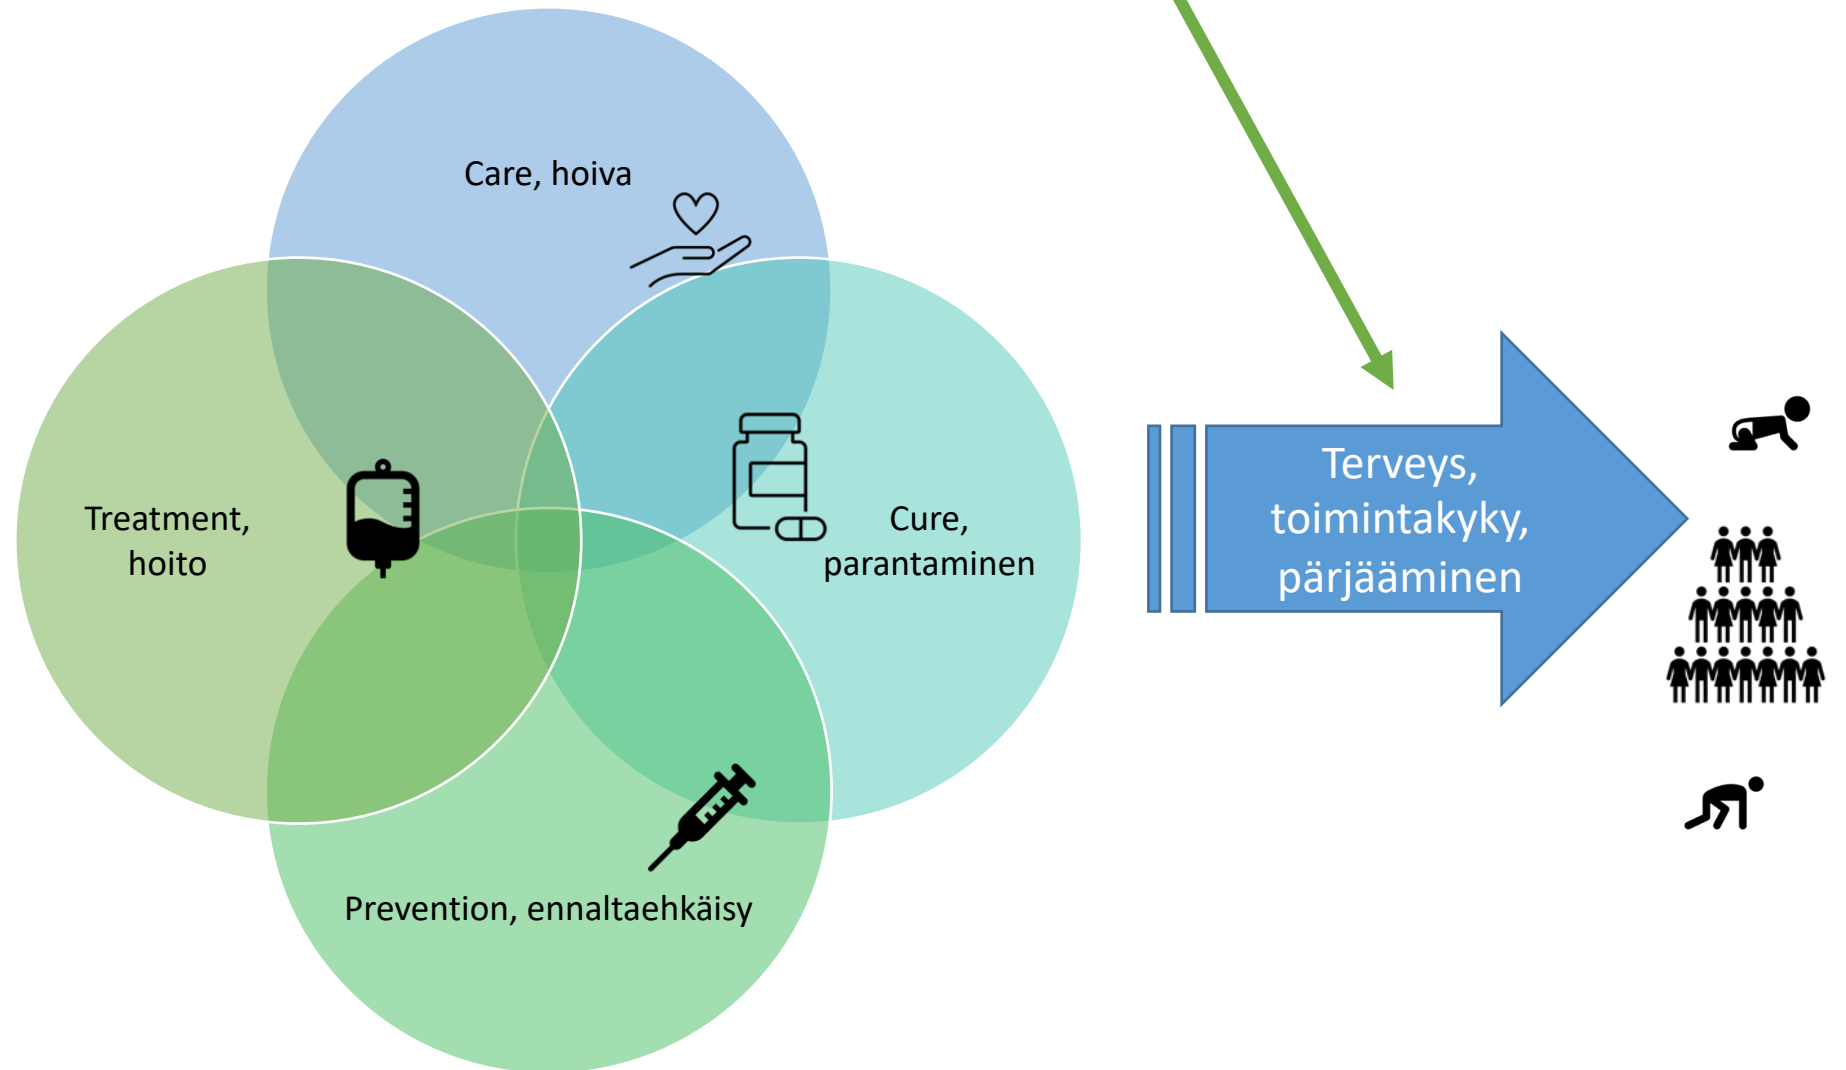 Care, hoiva
Treatment,
hoito
Cure,
parantaminen
Prevention, ennaltaehkäisy
Terveys,
toimintakyky,
pärjääminen